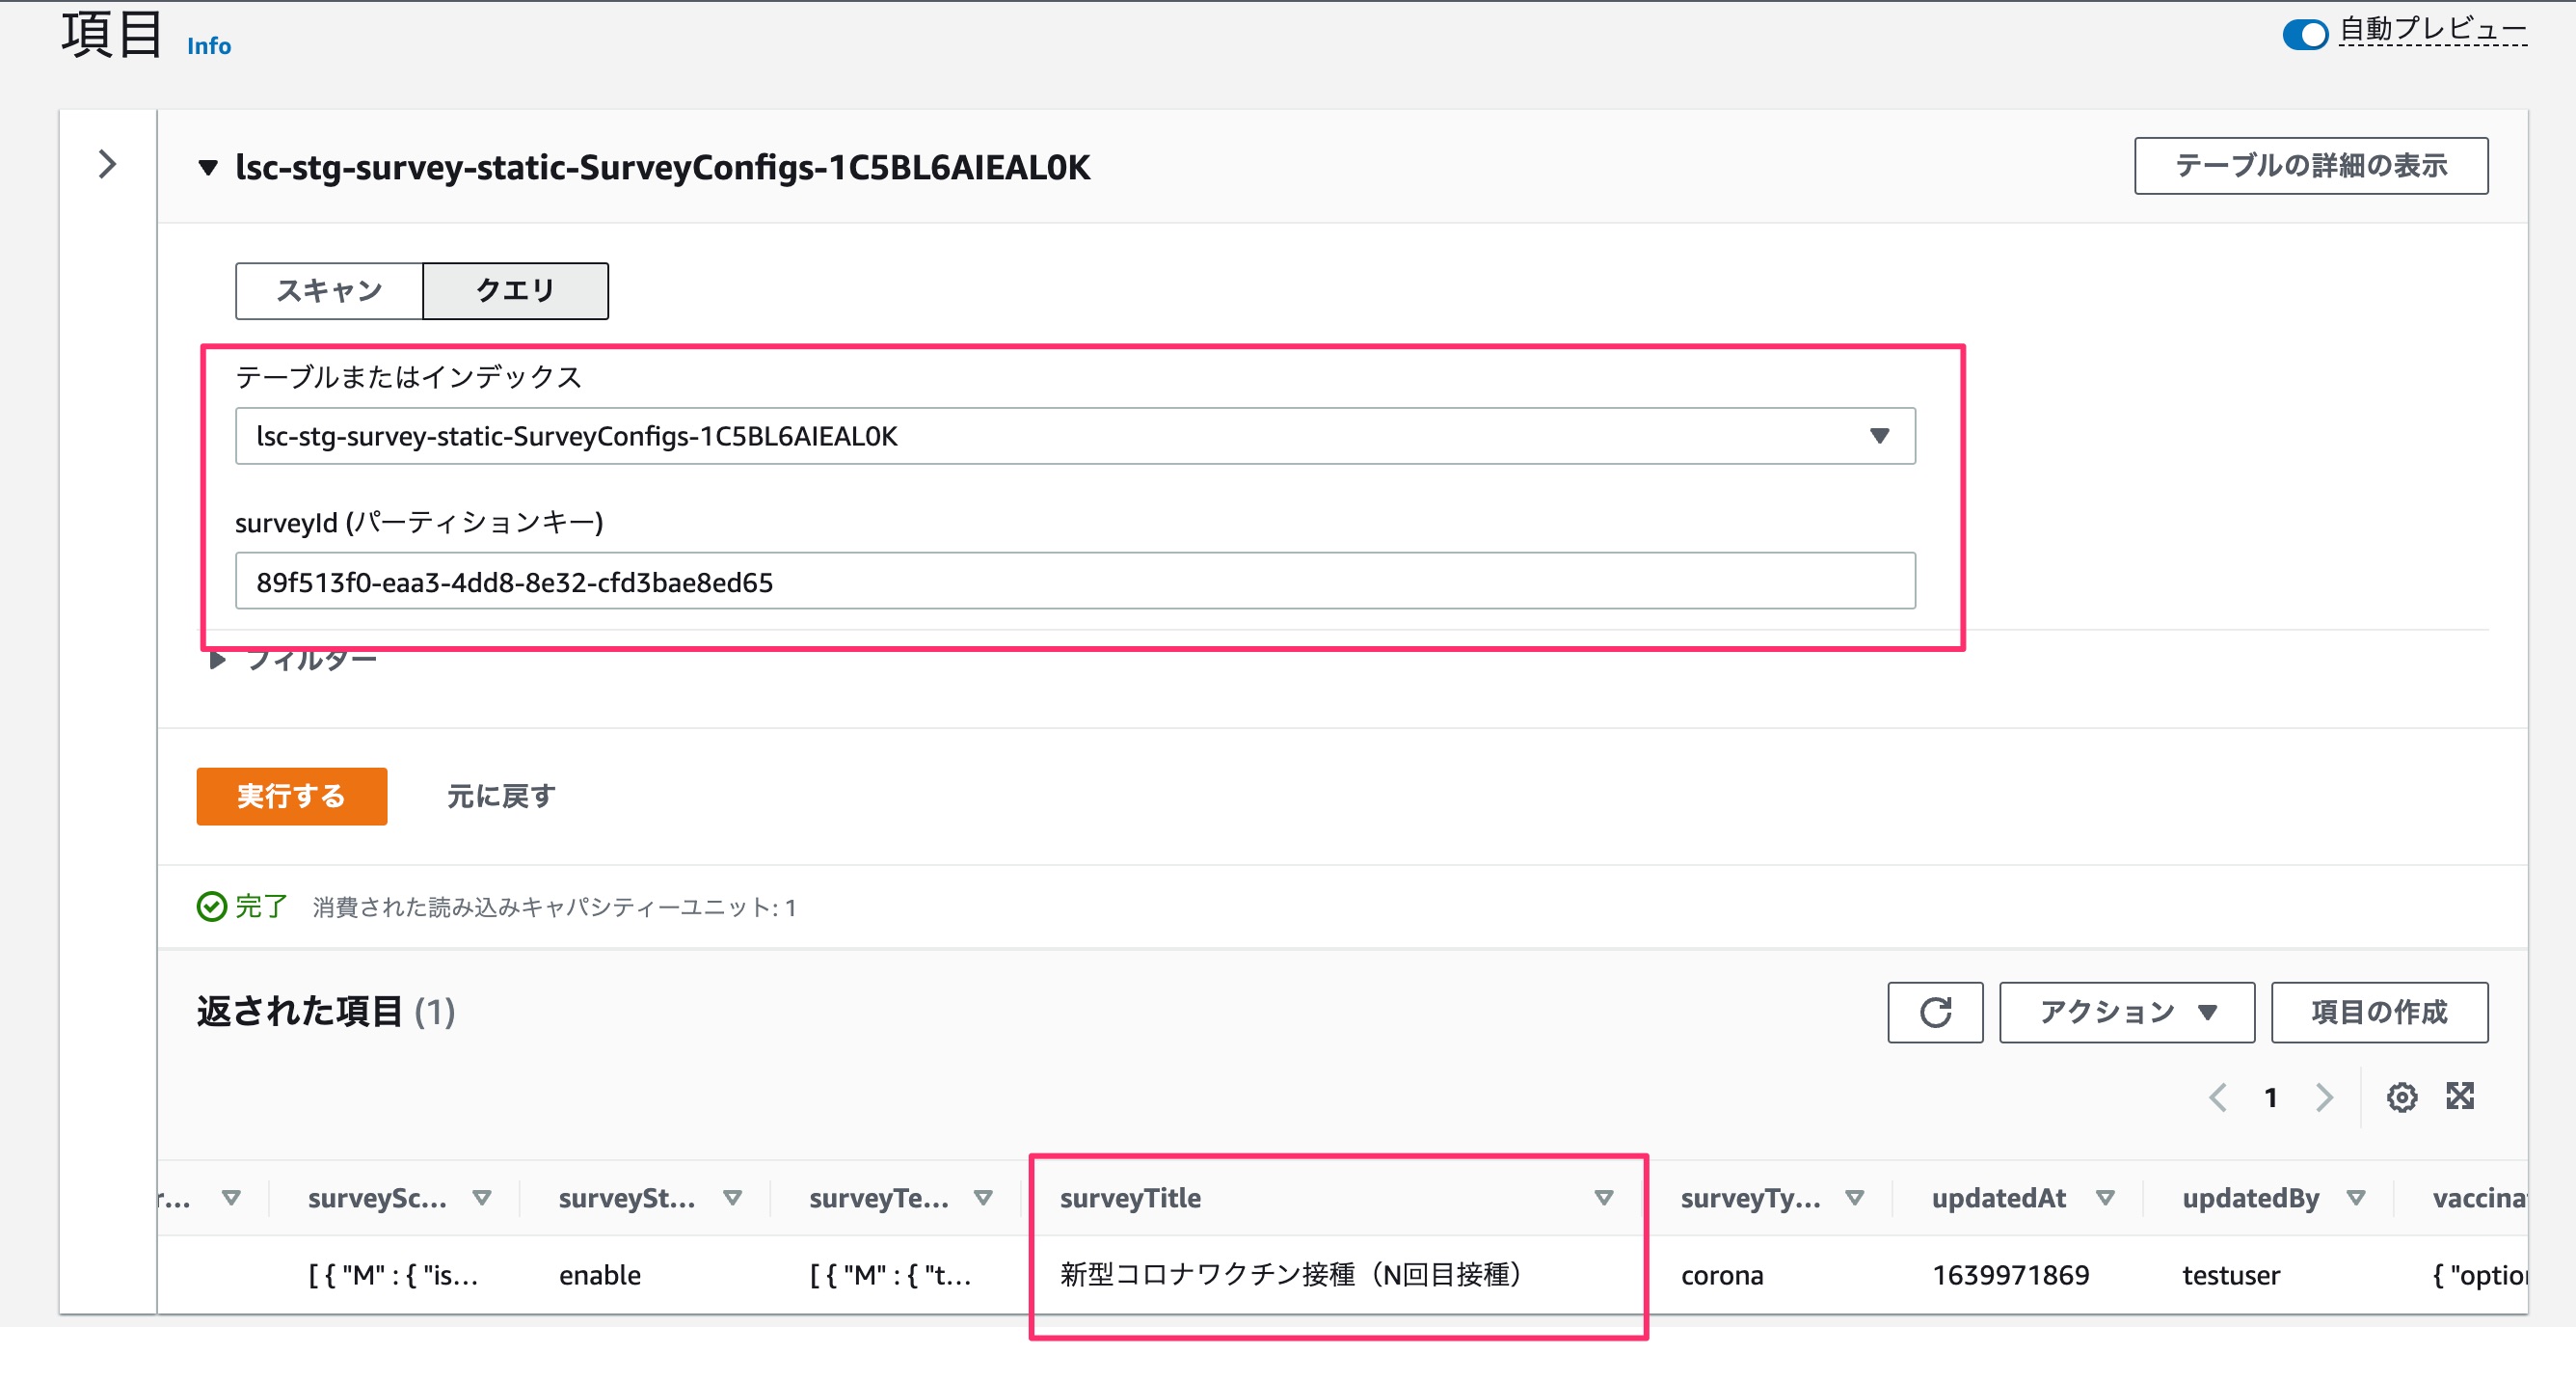 項目 Info
自動プレビュー
lsc-stg-survey-static-SurveyConfigs-1C5BL6AIEAL0K
テーブルの詳細の表示
スキャン クエリ
テーブルまたはインデックス
lsc-stg-survey-static-SurveyConfigs-1C5BL6AIEAL0K
surveyId (パーティションキー)
89f513f0-eaa3-4dd8-8e32-cfd3bae8ed65
フィルター
実行する 元に戻す
完了 消費された読み込みキャパシティーユニット: 1
返された項目 (1)
アクション 項目の作成
1
r... surveySc... surveySt... surveyTe... surveyTitle surveyTy... updatedAt updatedBy vaccina
[ { "M" : { "is... enable [ { "M" : { "t... 新型コロナワクチン接種（N回目接種） corona 1639971869 testuser { "option